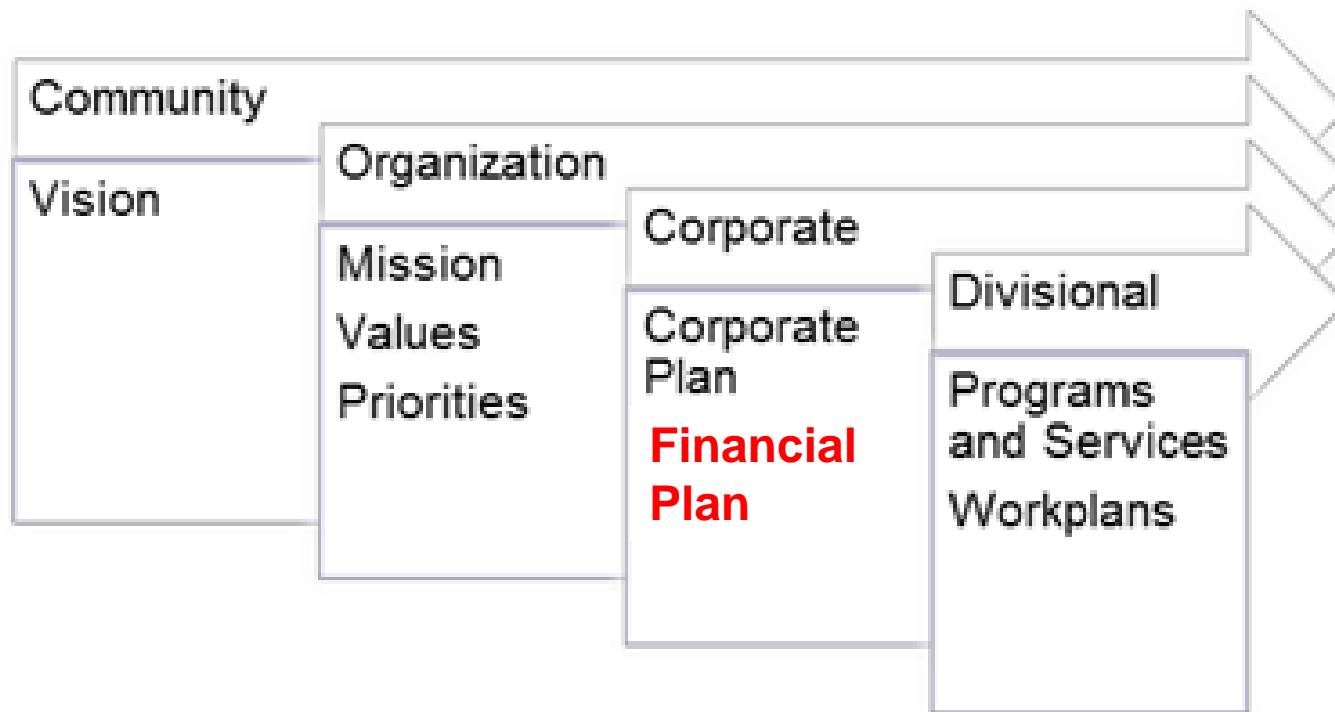 Community
Vision
Organization
Mission
Values
Priorities
Corporate
Corporate
Plan
Financial
Plan
Divisional
Programs
and Services
Workplans